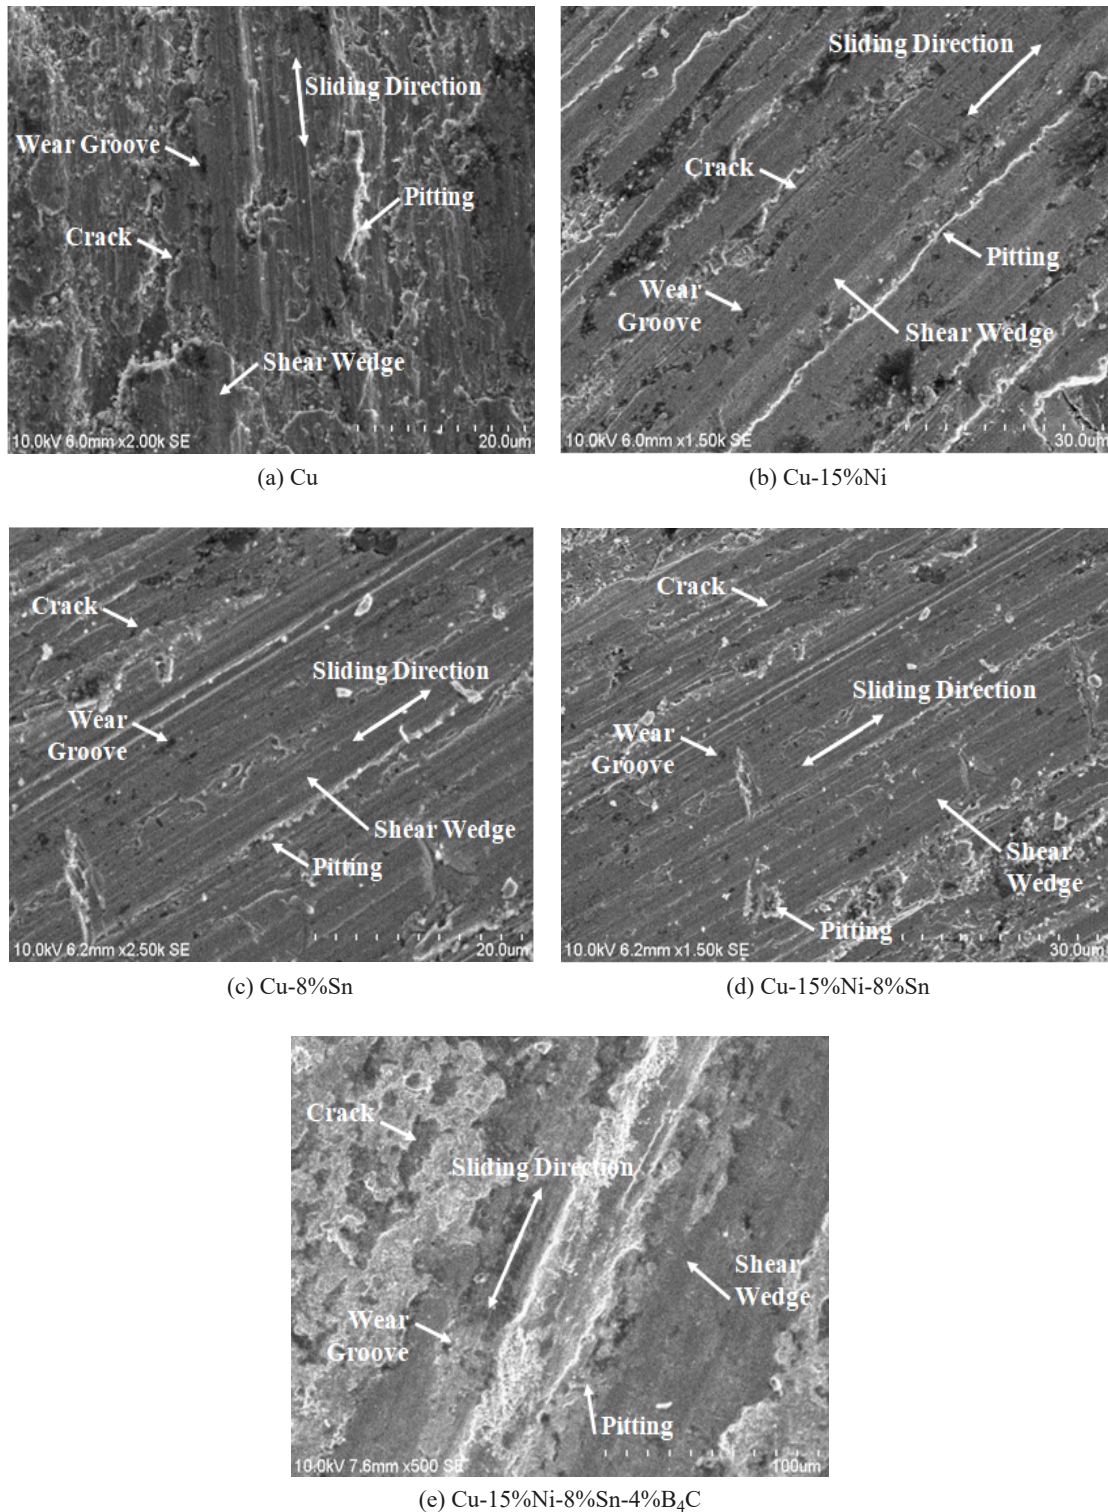 Sliding Direction
Wear Groove
Pitting
Crack
Shear Wedge
10.0kV 6.0mm x2.00k SE
20.0um
(a) Cu
Sliding Direction
Crack
Pitting
Wear
Groove
Shear Wedge
10.0kV 6.0mm x1.50k SE
30.0um
(b) Cu-15%Ni
Crack
Sliding Direction
Wear
Groove
Shear Wedge
Pitting
10.0kV 6.2mm x2.50k SE
20.0um
(c) Cu-8%Sn
Crack
Sliding Direction
Wear
Groove
Shear
Wedge
Pitting
10.0kV 6.2mm x1.50k SE
30.0um
(d) Cu-15%Ni-8%Sn
Crack
Sliding Direction
Shear
Wedge
Wear
Groove
Pitting
10.0kV 7.6mm x500 SE
100um
(e) Cu-15%Ni-8%Sn-4%B₄C